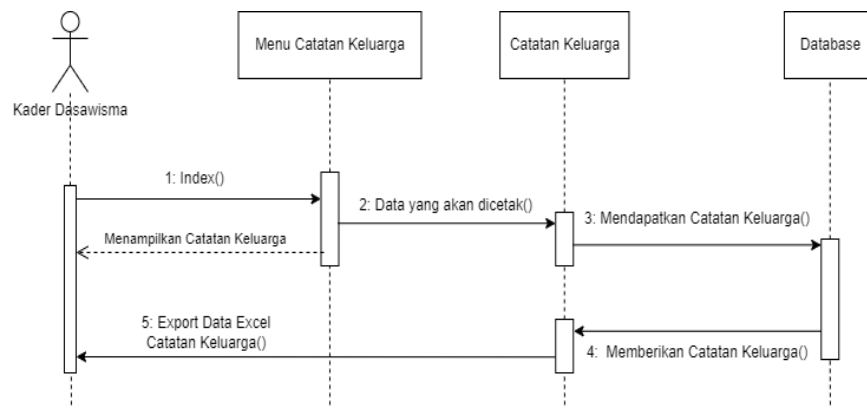 Menu Catatan Keluarga
Catatan Keluarga
Database
Kader Dasawisma
1: Index()
2: Data yang akan dicetak()
3: Mendapatkan Catatan Keluarga()
Menampilkan Catatan Keluarga
5: Export Data Excel
Catatan Keluarga()
4: Memberikan Catatan Keluarga()